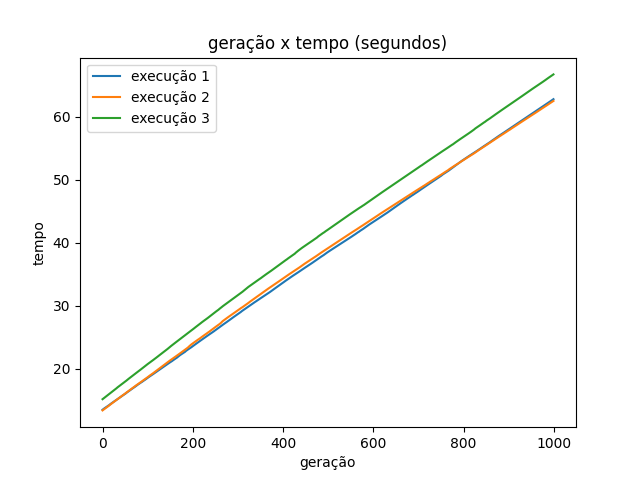 geração x tempo (segundos)
execução 1
execução 2
execução 3
60
50
40
30
20
tempo
0
200
400
600
800
1000
geração